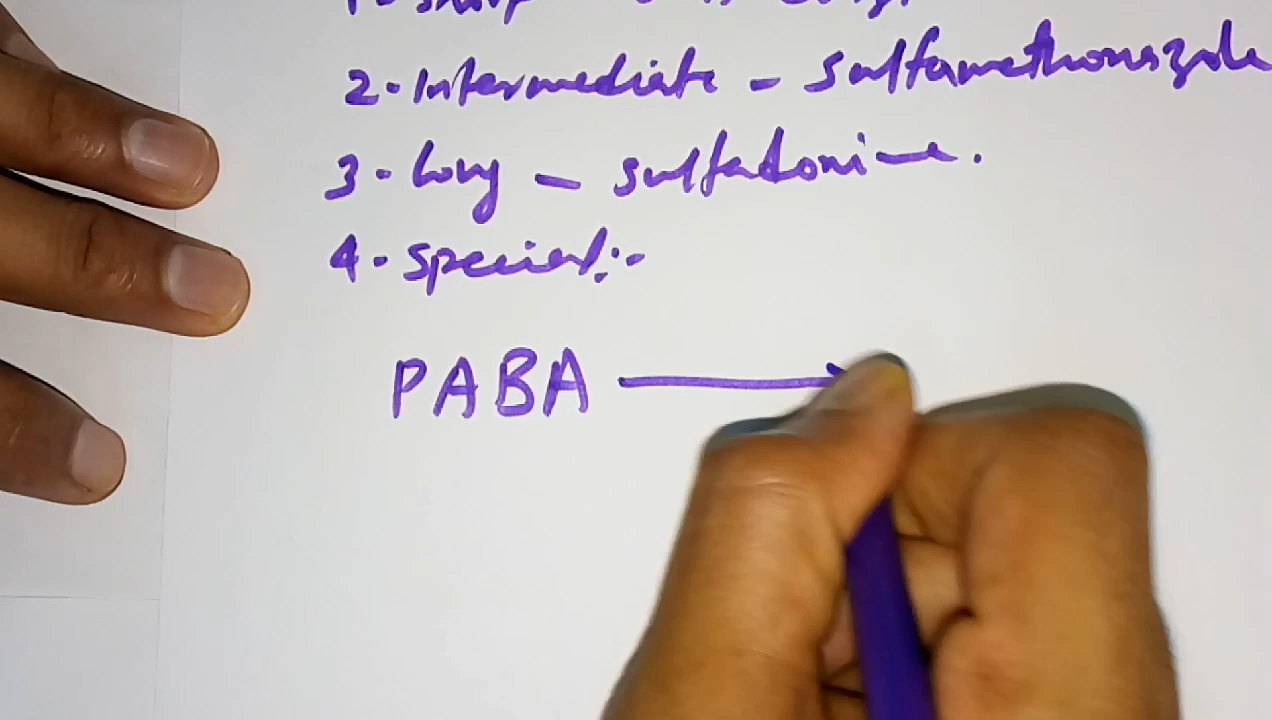 2. Intermediate - sulfamethoxazole
3. Long - sulfadoxine.
4. Special:-
PABA →